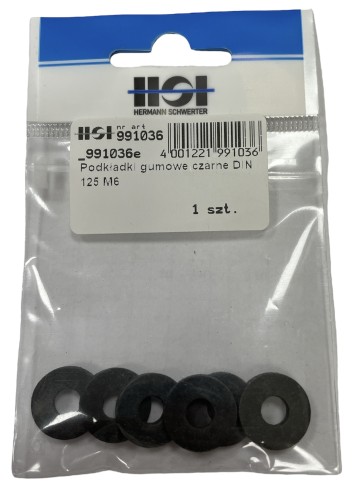 HSI
HERMANN SCHWERTER
HSI nr art 991036
_991036e 4 001221 991036
Podkładki gumowe czarne DIN
125 M6
1 szt.